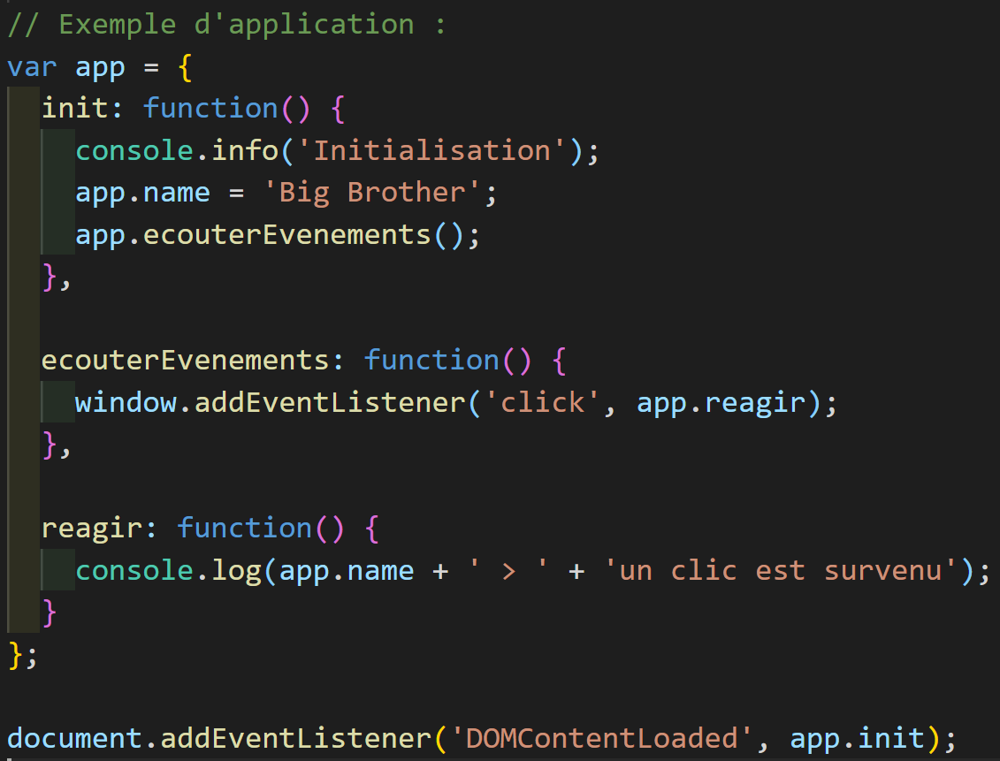 // Exemple d'application :
var app = {
  init: function() {
    console.info('Initialisation');
    app.name = 'Big Brother';
    app.ecouterEvenements();
  },

  ecouterEvenements: function() {
    window.addEventListener('click', app.reagir);
  },

  reagir: function() {
    console.log(app.name + ' > ' + 'un clic est survenu');
  }
};

document.addEventListener('DOMContentLoaded', app.init);